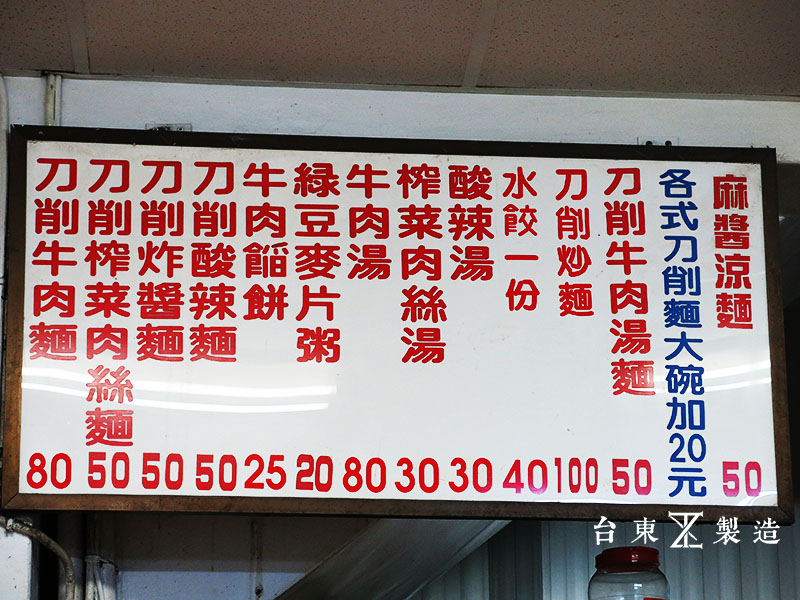 刀削牛肉麵 80
刀削榨菜肉絲麵 50
刀削炸醬麵 50
刀削酸辣麵 50
牛肉餡餅 25
綠豆麥片粥 20
牛肉湯 80
榨菜肉絲湯 30
酸辣湯 30
水餃一份 40
刀削炒麵 100
刀削牛肉湯麵 50
各式刀削麵大碗加20元
麻醬涼麵 50
台東製造